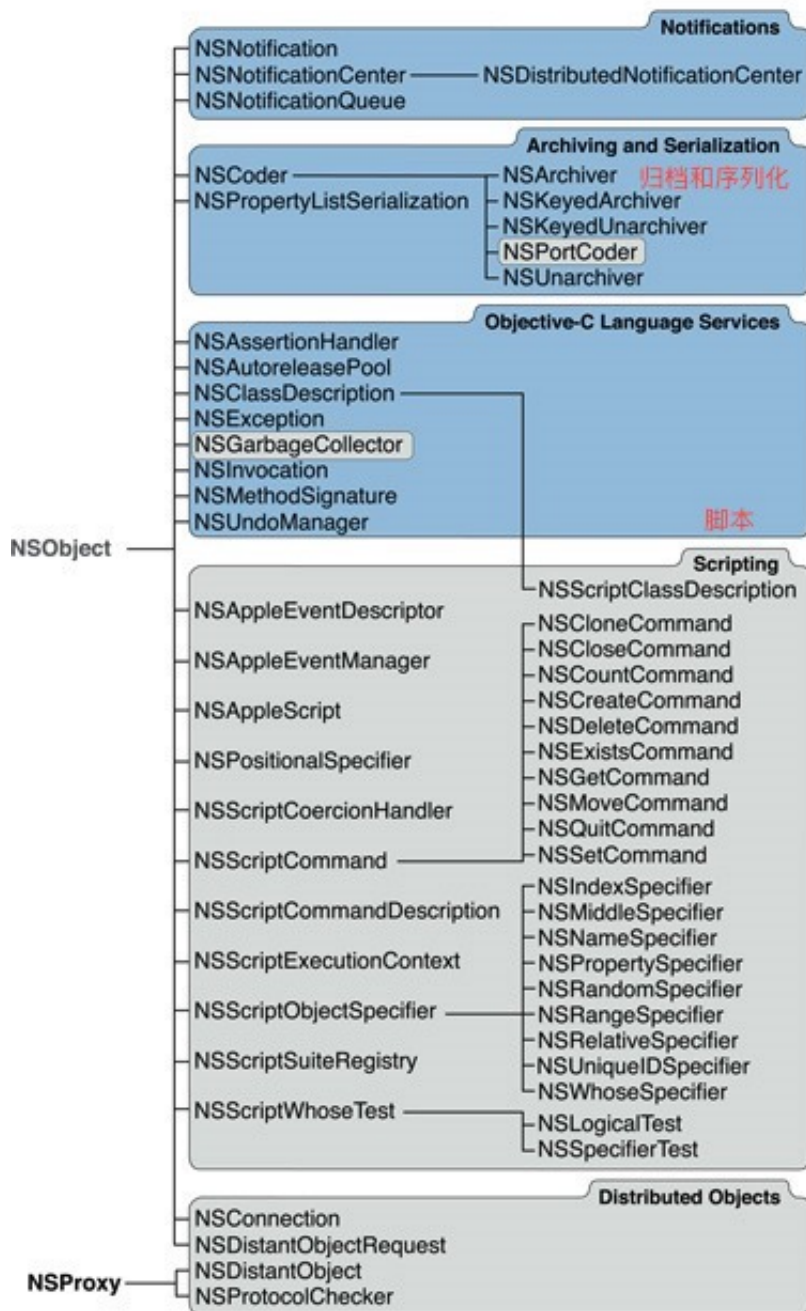 Notifications
NSNotification
NSNotificationCenter NSDistributedNotificationCenter
NSNotificationQueue
Archiving and Serialization
NSCoder NSArchiver 归档和序列化
NSPropertyListSerialization NSKeyedArchiver
NSKeyedUnarchiver
NSPortCoder
NSUnarchiver
Objective-C Language Services
NSAssertionHandler
NSAutoreleasePool
NSClassDescription
NSException
NSGarbageCollector
NSInvocation
NSMethodSignature
NSUndoManager 脚本
NSObject
Scripting
NSScriptClassDescription
NSAppleEventDescriptor NSCloneCommand
NSCloseCommand
NSAppleEventManager NSCountCommand
NSCreateCommand
NSAppleScript NSDeleteCommand
NSExistsCommand
NSPositionalSpecifier NSGetCommand
NSMoveCommand
NSScriptCoercionHandler NSQuitCommand
NSScriptCommand NSSetCommand
NSIndexSpecifier
NSScriptCommandDescription NSMiddleSpecifier
NSNameSpecifier
NSScriptExecutionContext NSPropertySpecifier
NSRandomSpecifier
NSScriptObjectSpecifier NSRangeSpecifier
NSRelativeSpecifier
NSScriptSuiteRegistry NSUniqueIDSpecifier
NSWhoseSpecifier
NSScriptWhoseTest NSLogicalTest
NSSpecifierTest
Distributed Objects
NSConnection
NSDistantObjectRequest
NSProxy NSDistantObject
NSProtocolChecker